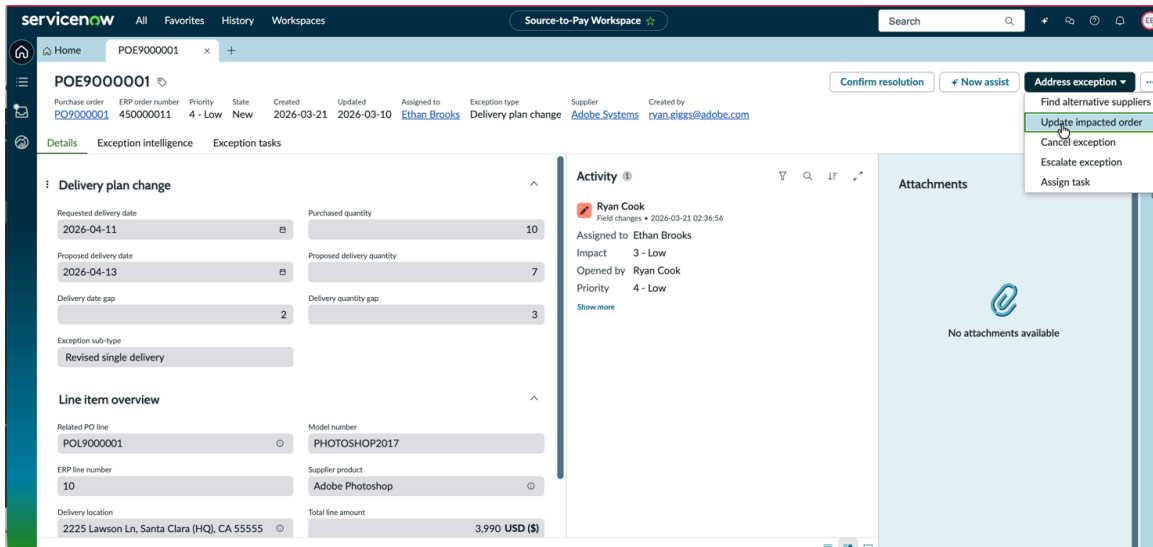 servicenow All Favorites History Workspaces Source-to-Pay Workspace ☆ Search
Home POE9000001 × +
POE9000001
Confirm resolution Now assist Address exception ▾ ...
Purchase order ERP order number Priority State Created Updated Assigned to Exception type Supplier Created by
PO9000001 450000011 4 - Low New 2026-03-21 2026-03-10 Ethan Brooks Delivery plan change Adobe Systems ryan.giggs@adobe.com
Find alternative suppliers
Update impacted order
Cancel exception
Escalate exception
Assign task
Details Exception intelligence Exception tasks
Delivery plan change
Requested delivery date Purchased quantity
2026-04-11 10
Proposed delivery date Proposed delivery quantity
2026-04-13 7
Delivery date gap Delivery quantity gap
2 3
Exception sub-type
Revised single delivery
Line item overview
Related PO line Model number
POL9000001 PHOTOSHOP2017
ERP line number Supplier product
10 Adobe Photoshop
Delivery location Total line amount
2225 Lawson Ln, Santa Clara (HQ), CA 55555 3,990 USD ($)
Activity 1
Ryan Cook
Field changes • 2026-03-21 02:36:56
Assigned to Ethan Brooks
Impact 3 - Low
Opened by Ryan Cook
Priority 4 - Low
Show more
Attachments
No attachments available